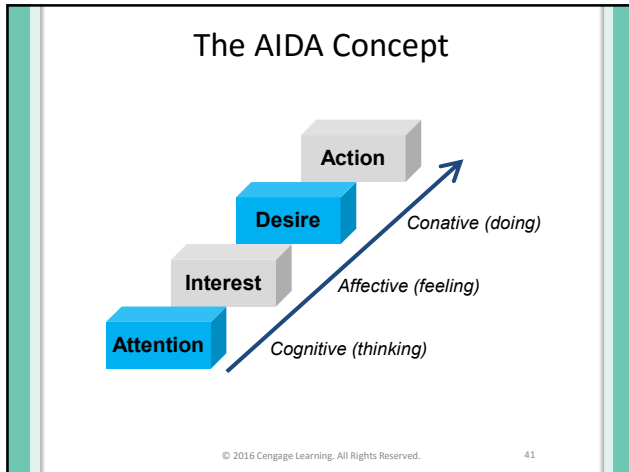 The AIDA Concept
Action
Desire
Conative (doing)
Interest
Affective (feeling)
Attention
Cognitive (thinking)
© 2016 Cengage Learning. All Rights Reserved.
41